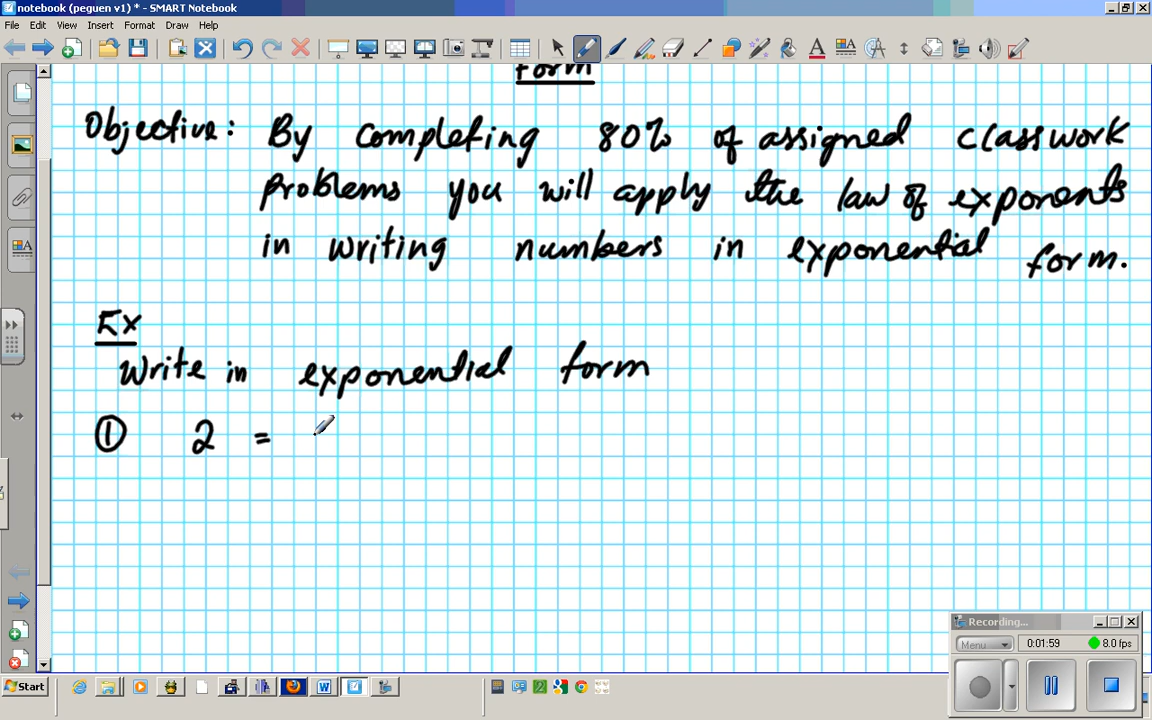 notebook (peguen v1) * - SMART Notebook
File Edit View Insert Format Draw Help
Form
Objective: By completing 80% of assigned classwork
problems you will apply the law of exponents
in writing numbers in exponential form.
Ex
Write in exponential form
① 2 =
Recording...
Menu 0:01:59 8.0 fps
Start